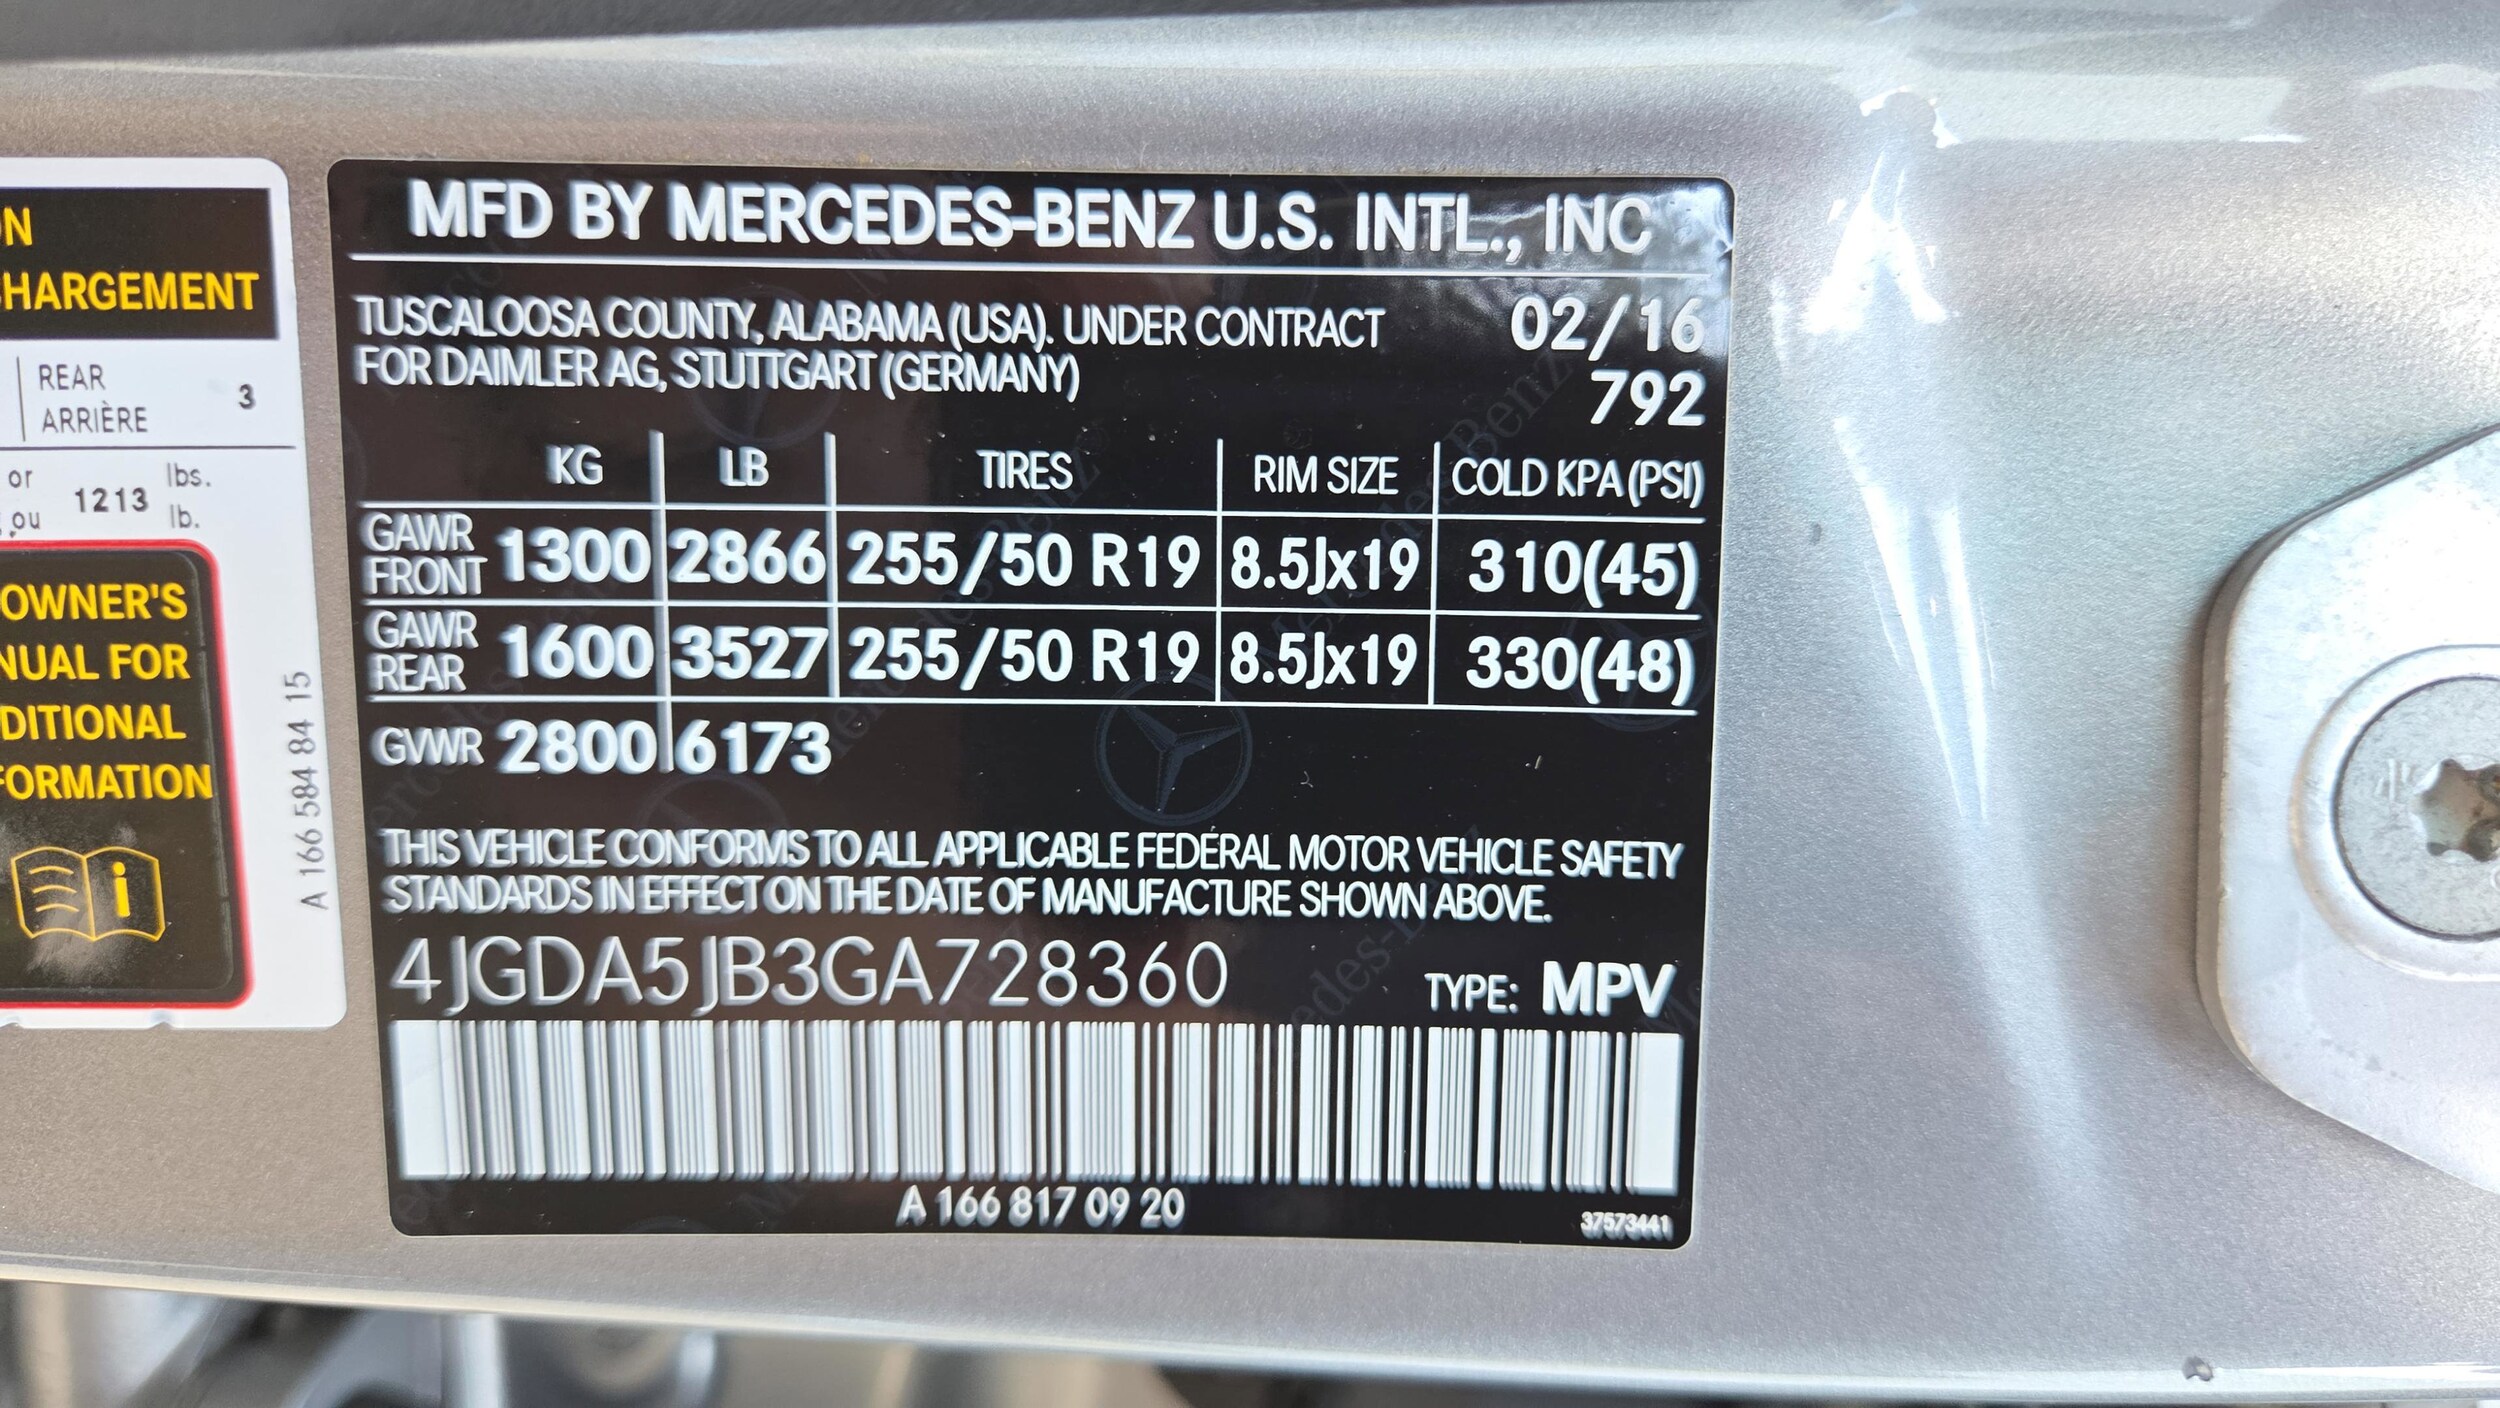 N
HARGEMENT
REAR
ARRIÈRE 3
or 1213 lbs.
ou lb.
OWNER'S
NUAL FOR
DITIONAL
FORMATION
A 166 584 84 15
MFD BY MERCEDES-BENZ U.S. INTL., INC
TUSCALOOSA COUNTY, ALABAMA (USA). UNDER CONTRACT 02/16
FOR DAIMLER AG, STUTTGART (GERMANY) 792
KG LB TIRES RIM SIZE COLD KPA (PSI)
GAWR FRONT 1300 2866 255/50 R19 8.5Jx19 310(45)
GAWR REAR 1600 3527 255/50 R19 8.5Jx19 330(48)
GVWR 2800 6173
THIS VEHICLE CONFORMS TO ALL APPLICABLE FEDERAL MOTOR VEHICLE SAFETY
STANDARDS IN EFFECT ON THE DATE OF MANUFACTURE SHOWN ABOVE.
4JGDA5JB3GA728360 TYPE: MPV
A 166 817 09 20 37573441